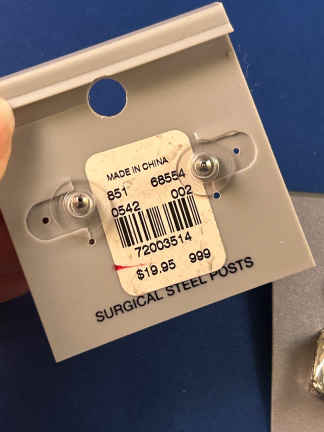 MADE IN CHINA
851 68554
0542 002
72003514
$19.95 999
SURGICAL STEEL POSTS